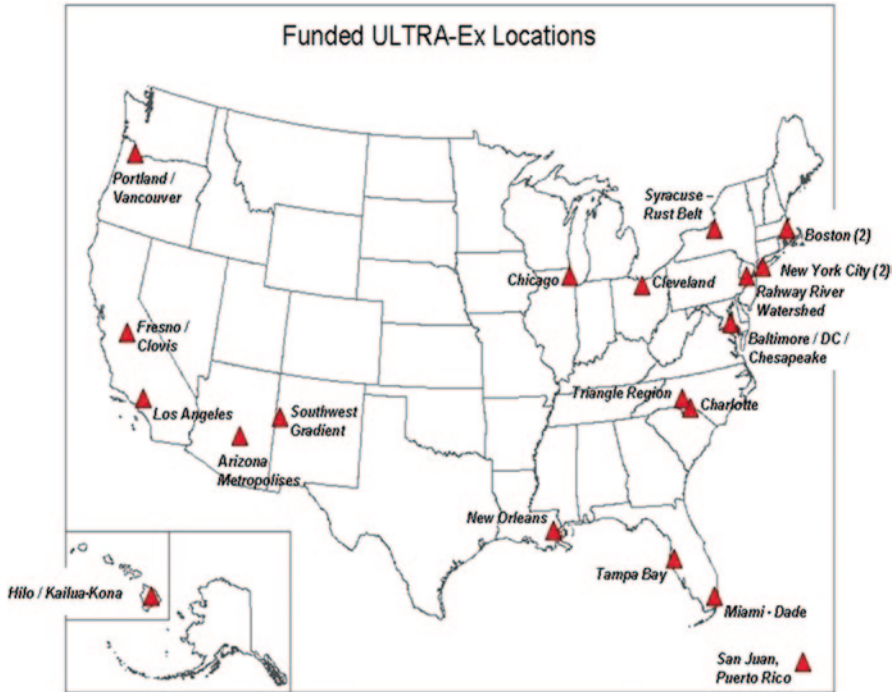 Funded ULTRA-Ex Locations
Portland /
Vancouver
Syracuse –
Rust Belt
Boston (2)
New York City (2)
Chicago
Cleveland
Rahway River
Watershed
Fresno /
Clovis
Baltimore / DC /
Chesapeake
Los Angeles
Southwest
Gradient
Triangle Region
Charlotte
Arizona
Metropolises
New Orleans
Tampa Bay
Hilo / Kailua-Kona
Miami - Dade
San Juan,
Puerto Rico